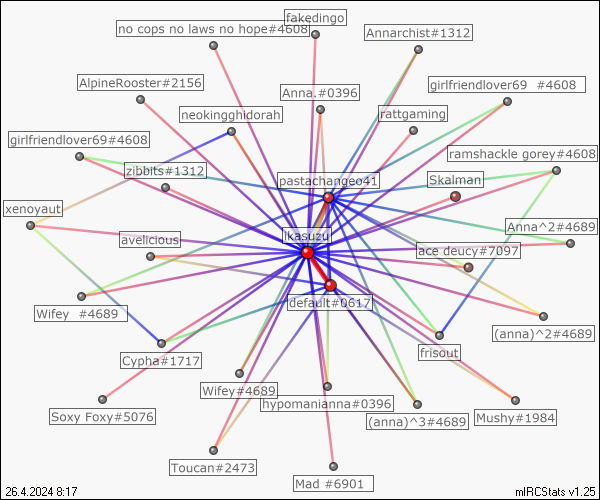 fakedingo
no cops no laws no hope#4608
Annarchist#1312
AlpineRooster#2156
Anna.#0396
girlfriendlover69 #4608
neokingghidorah
rattgaming
girlfriendlover69#4608
ramshackle gorey#4608
zibbits#1312
pastachangeo41
Skalman
xenoyaut
Anna^2#4689
ikasuzu
avelicious
ace deucy#7097
default#0617
Wifey #4689
(anna)^2#4689
Cypha#1717
frisout
Wifey#4689
hypomanianna#0396
Soxy Foxy#5076
(anna)^3#4689
Mushy#1984
Toucan#2473
Mad #6901
26.4.2024 8:17
mIRCStats v1.25